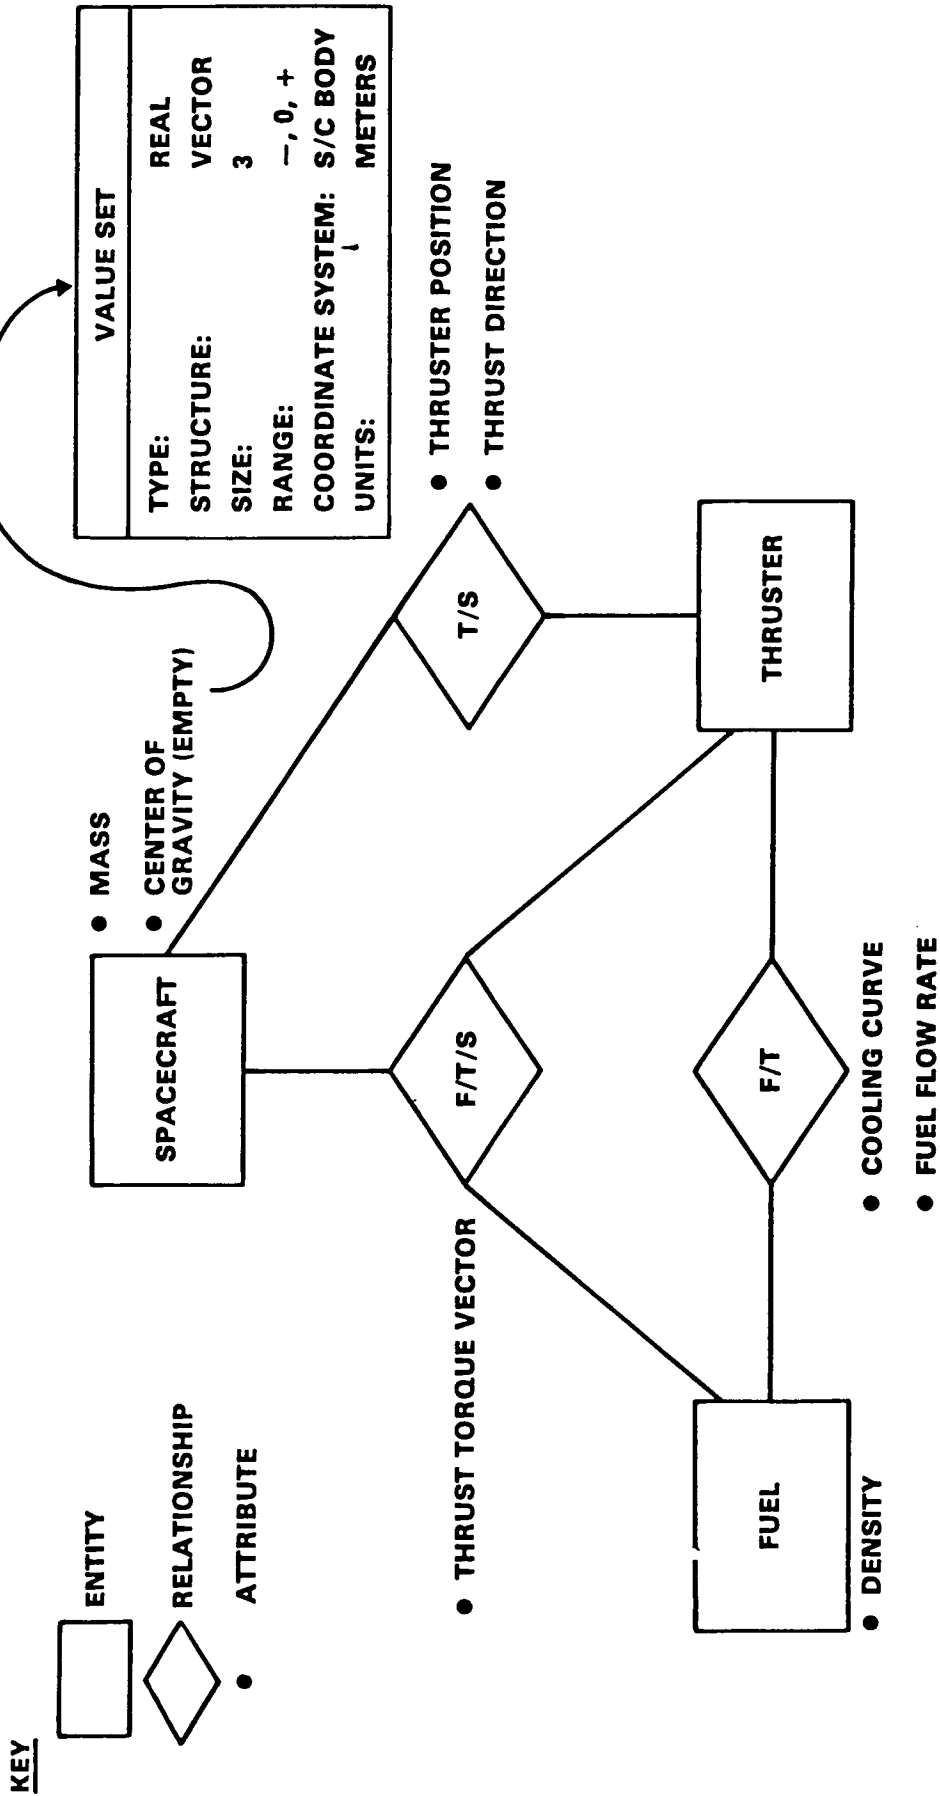 KEY
ENTITY
RELATIONSHIP
● ATTRIBUTE
SPACECRAFT
● MASS
● CENTER OF
GRAVITY (EMPTY)
VALUE SET
TYPE: REAL
STRUCTURE: VECTOR
SIZE: 3
RANGE: –, 0, +
COORDINATE SYSTEM: S/C BODY
UNITS: METERS
● THRUST TORQUE VECTOR
F/T/S
T/S
● THRUSTER POSITION
● THRUST DIRECTION
FUEL
● DENSITY
F/T
● COOLING CURVE
● FUEL FLOW RATE
THRUSTER